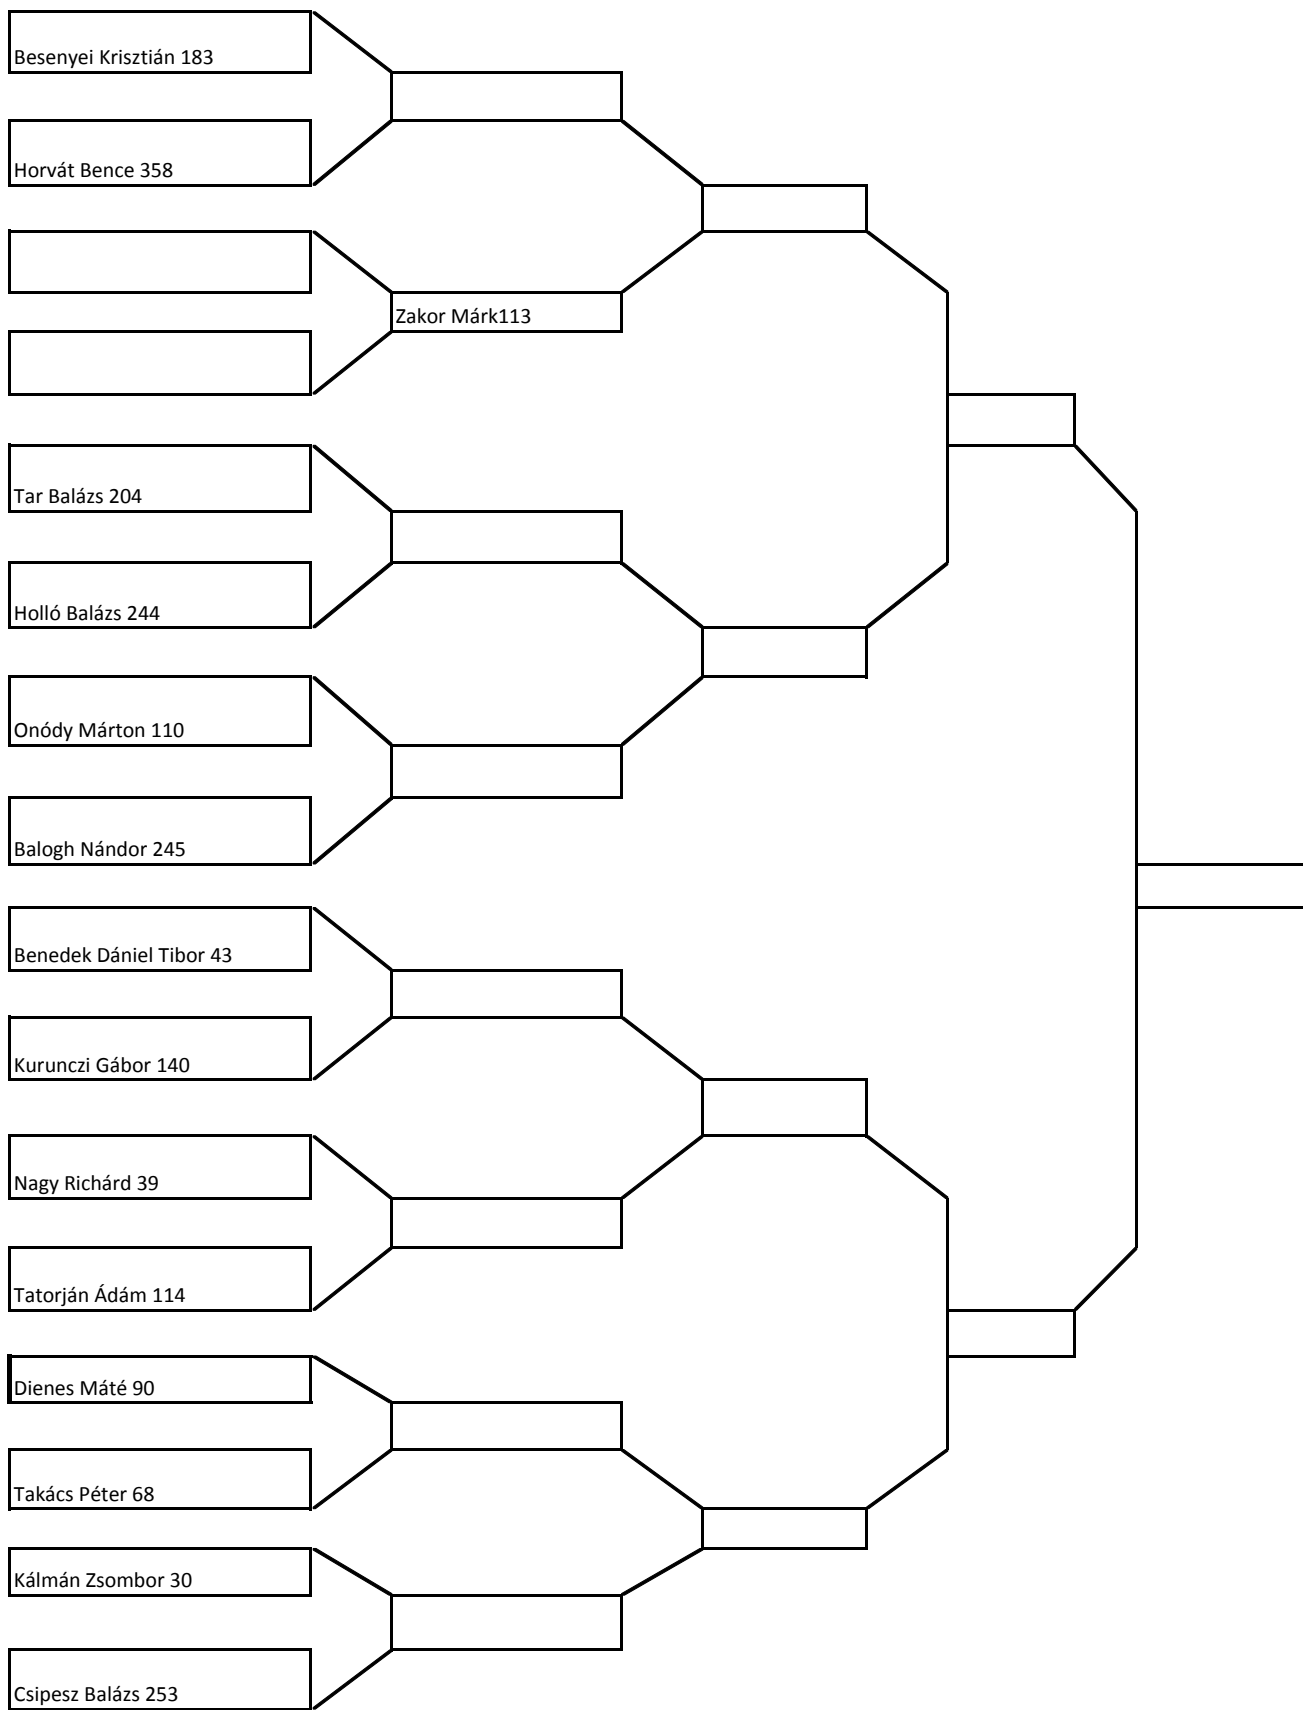 Besenyei Krisztián 183
Horvát Bence 358
Zakor Márk113
Tar Balázs 204
Holló Balázs 244
Onódy Márton 110
Balogh Nándor 245
Benedek Dániel Tibor 43
Kurunczi Gábor 140
Nagy Richárd 39
Tatorján Ádám 114
Dienes Máté 90
Takács Péter 68
Kálmán Zsombor 30
Csipesz Balázs 253